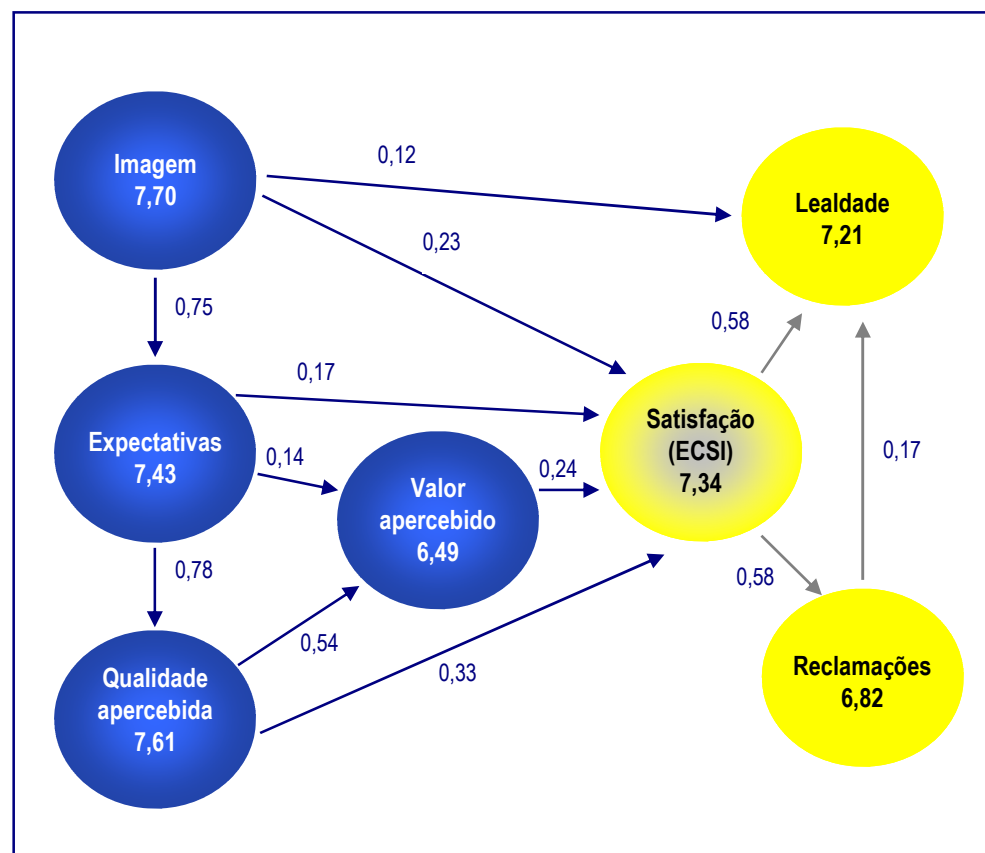 Imagem
7,70
0,12
Lealdade
7,21
0,23
0,75
0,58
0,17
Expectativas
7,43
0,14
Satisfação
(ECSI)
7,34
0,17
Valor
apercebido
6,49
0,24
0,78
0,58
0,54
0,33
Qualidade
apercebida
7,61
Reclamações
6,82